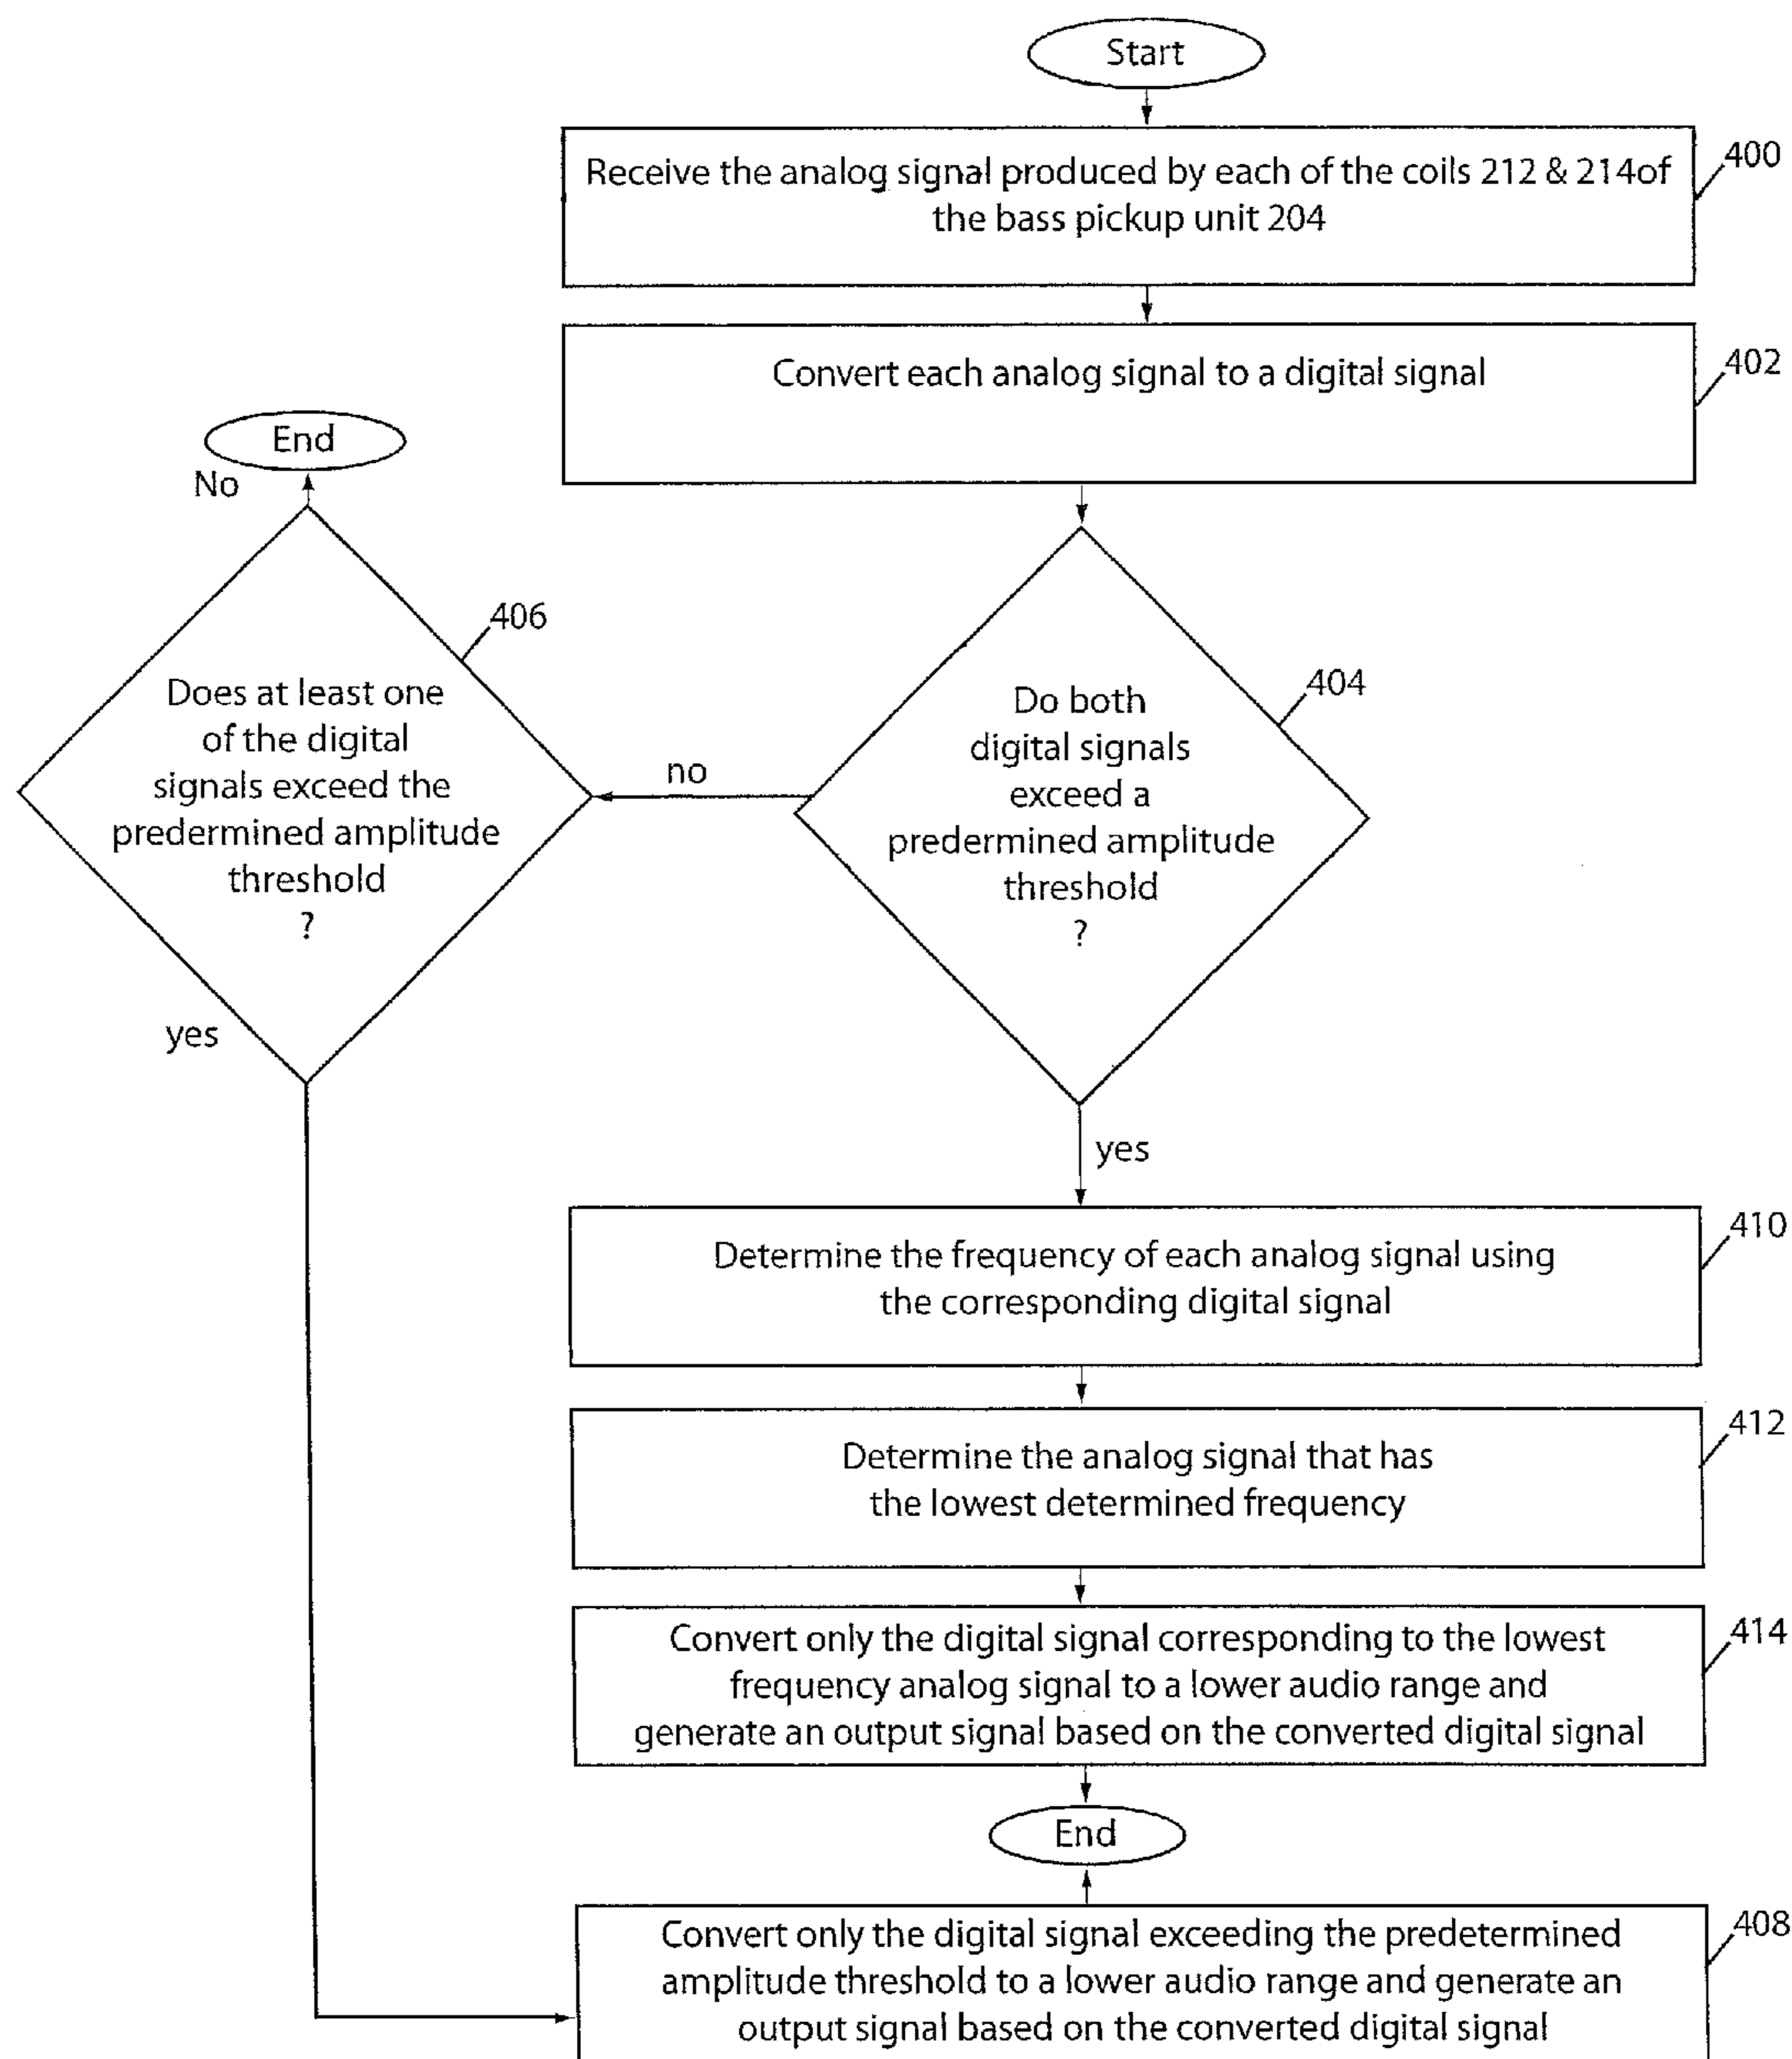 Start
Receive the analog signal produced by each of the coils 212 & 214of
the bass pickup unit 204
400
Convert each analog signal to a digital signal
402
End
No
406
Does at least one
of the digital
signals exceed the
predermined amplitude
threshold
?
no
404
Do both
digital signals
exceed a
predermined amplitude
threshold
?
yes
yes
410
Determine the frequency of each analog signal using
the corresponding digital signal
412
Determine the analog signal that has
the lowest determined frequency
414
Convert only the digital signal corresponding to the lowest
frequency analog signal to a lower audio range and
generate an output signal based on the converted digital signal
End
408
Convert only the digital signal exceeding the predetermined
amplitude threshold to a lower audio range and generate an
output signal based on the converted digital signal